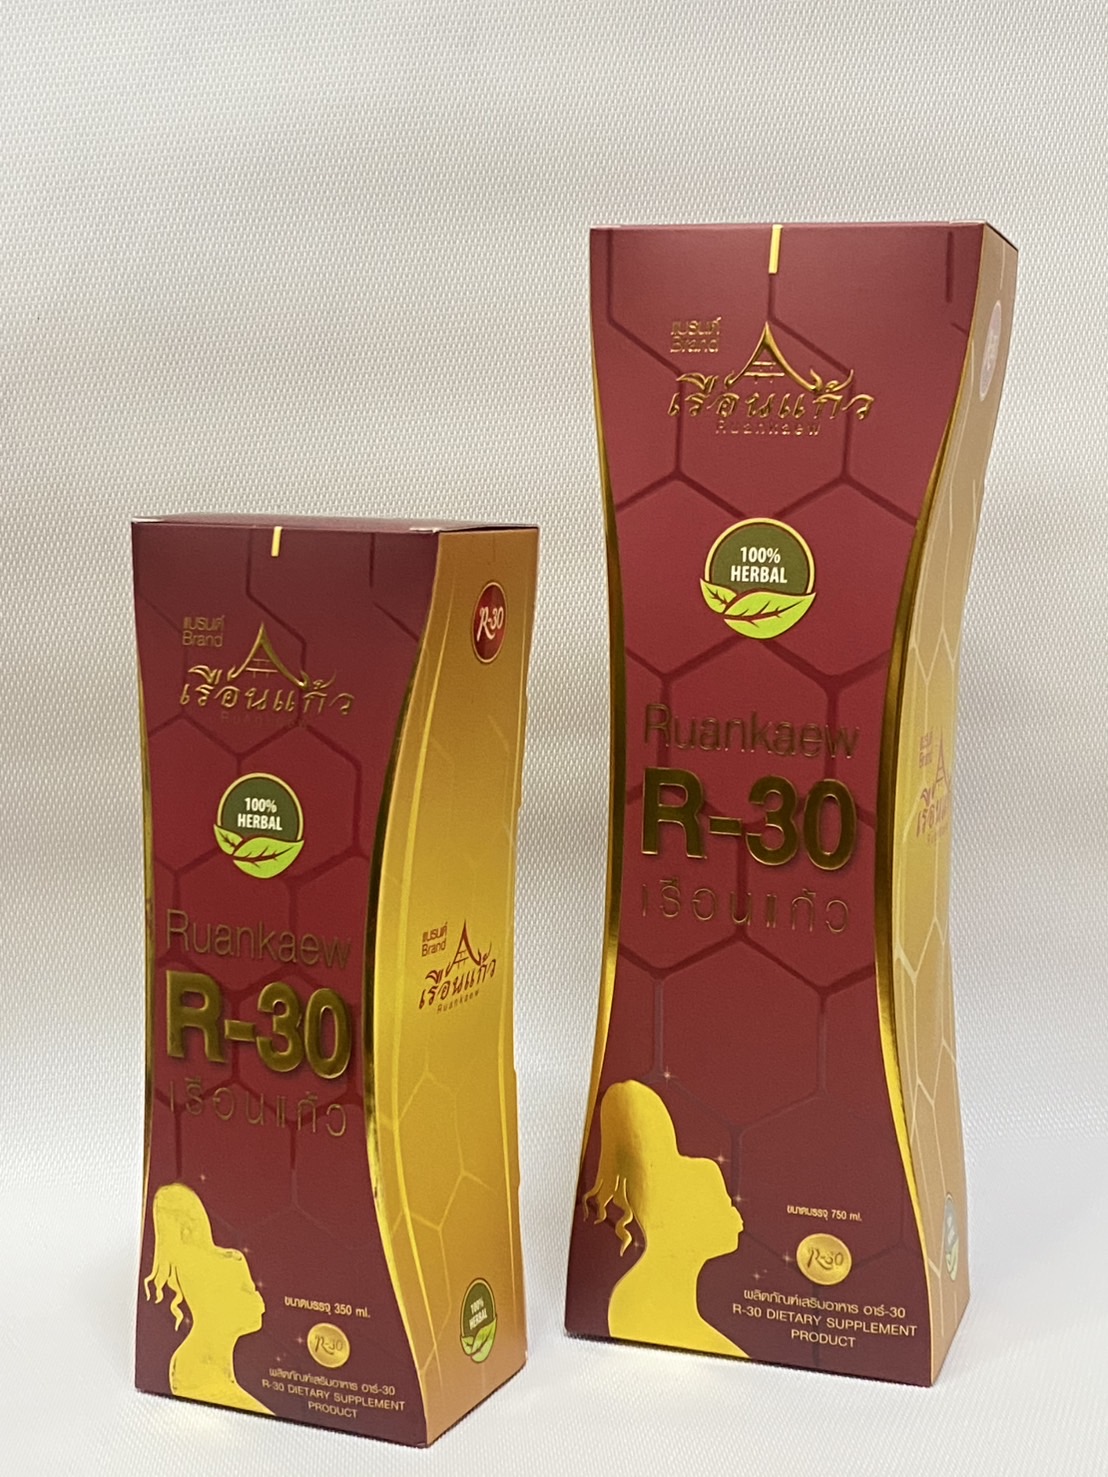 แบรนด์
Brand
เรือนแก้ว
Ruankaew
100%
HERBAL
Ruankaew
R-30
เรือนแก้ว
ขนาดบรรจุ 350 ml.
R-30
ผลิตภัณฑ์เสริมอาหาร อาร์-30
R-30 DIETARY SUPPLEMENT
PRODUCT
R-30
แบรนด์
Brand
เรือนแก้ว
Ruankaew
100%
HERBAL
แบรนด์
Brand
เรือนแก้ว
Ruankaew
100%
HERBAL
Ruankaew
R-30
เรือนแก้ว
ขนาดบรรจุ 750 ml.
R-30
ผลิตภัณฑ์เสริมอาหาร อาร์-30
R-30 DIETARY SUPPLEMENT
PRODUCT
แบรนด์
Brand